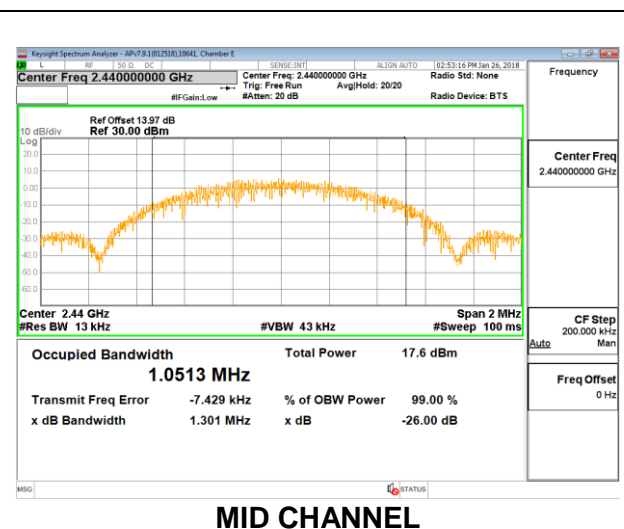 Keysight Spectrum Analyzer - APv7.9.1(012518),10641, Chamber E
L RF 50 Ω DC SENSE:INT ALIGN AUTO 02:53:16 PM Jan 26, 2018
Center Freq 2.440000000 GHz
Center Freq: 2.440000000 GHz Radio Std: None
Trig: Free Run Avg|Hold: 20/20
#IFGain:Low #Atten: 20 dB Radio Device: BTS
Frequency
Ref Offset 13.97 dB
10 dB/div Ref 30.00 dBm
Log
20.0
10.0
0.00
-10.0
-20.0
-30.0
-40.0
-50.0
-60.0
Center Freq
2.440000000 GHz
Center 2.44 GHz Span 2 MHz
#Res BW 13 kHz #VBW 43 kHz #Sweep 100 ms
CF Step
200.000 kHz
Auto Man
Occupied Bandwidth Total Power 17.6 dBm
1.0513 MHz
Transmit Freq Error -7.429 kHz % of OBW Power 99.00 %
x dB Bandwidth 1.301 MHz x dB -26.00 dB
Freq Offset
0 Hz
MSG STATUS
MID CHANNEL